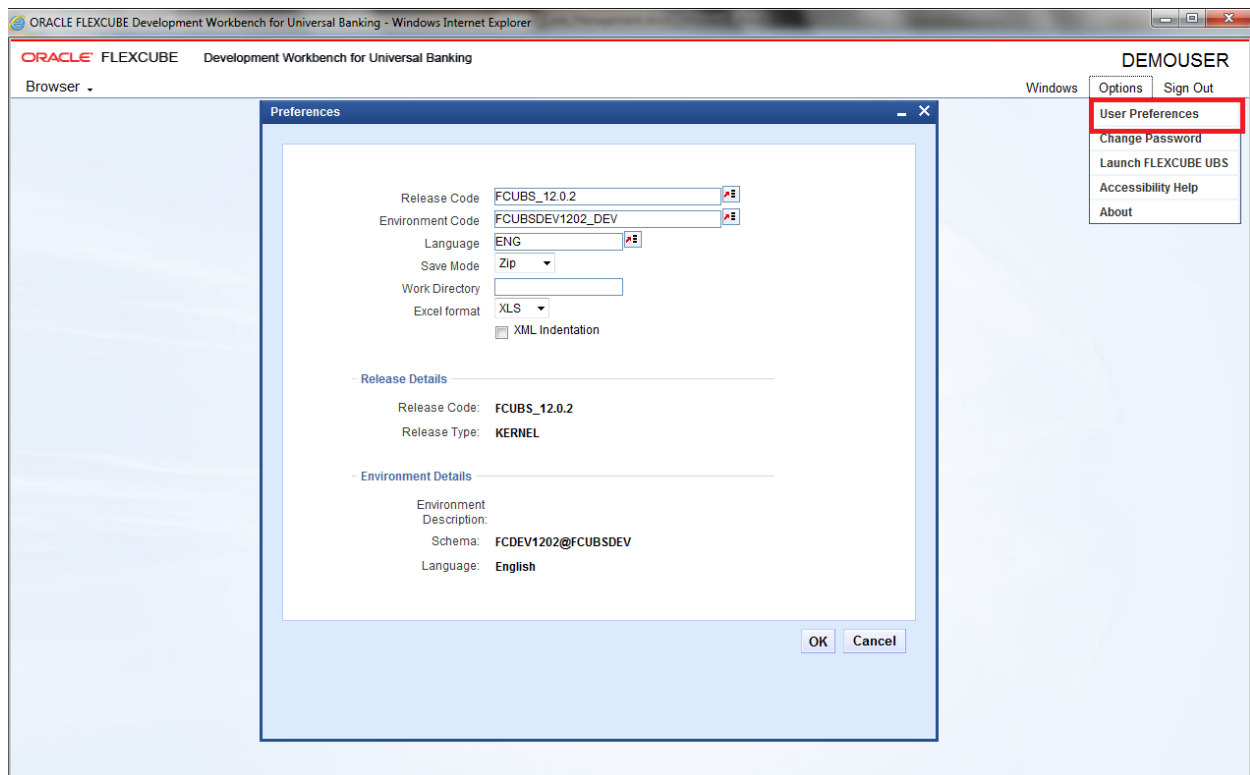 ORACLE FLEXCUBE Development Workbench for Universal Banking - Windows Internet Explorer
ORACLE FLEXCUBE Development Workbench for Universal Banking
DEMOUSER
Browser
Windows Options Sign Out
Preferences
User Preferences
Change Password
Launch FLEXCUBE UBS
Accessibility Help
About
Release Code FCUBS_12.0.2
Environment Code FCUBSDEV1202_DEV
Language ENG
Save Mode Zip
Work Directory
Excel format XLS
XML Indentation
Release Details
Release Code: FCUBS_12.0.2
Release Type: KERNEL
Environment Details
Environment
Description:
Schema: FCDEV1202@FCUBSDEV
Language: English
OK Cancel